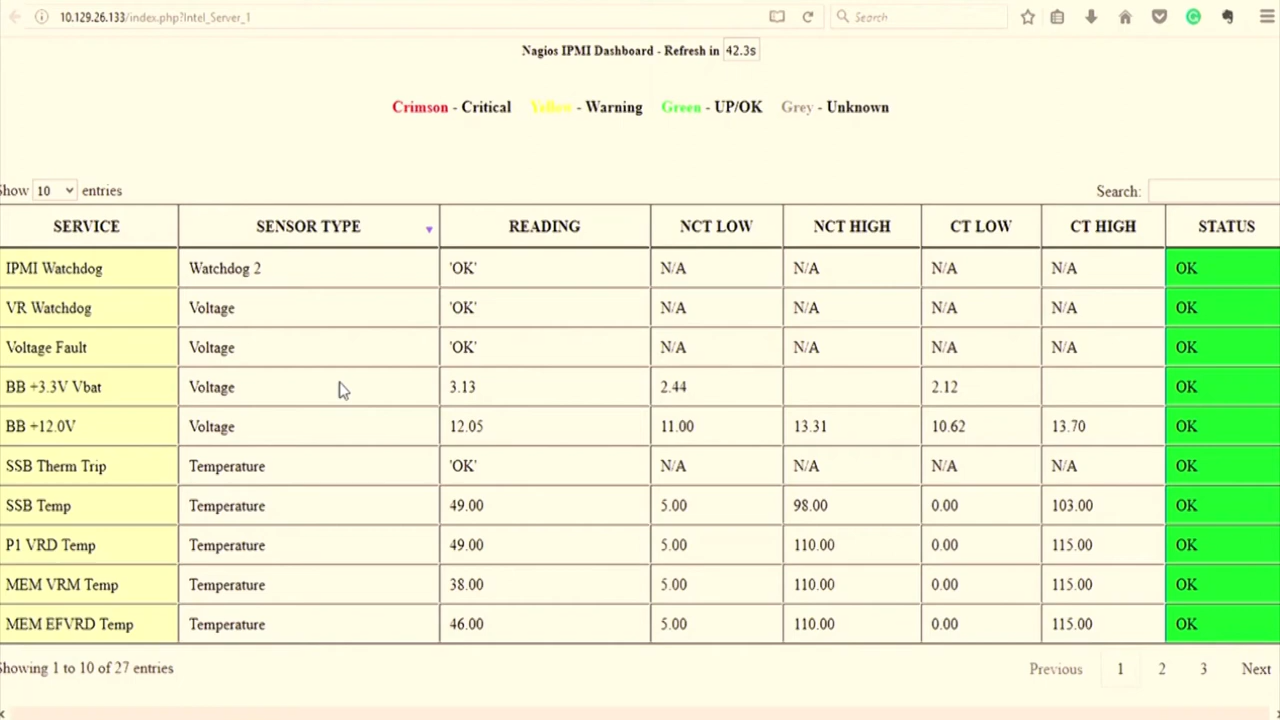 10.129.26.133/index.php?Intel_Server_1
Search
Nagios IPMI Dashboard - Refresh in 42.3s
Crimson - Critical Yellow - Warning Green - UP/OK Grey - Unknown
Show 10 entries
Search:
SERVICE SENSOR TYPE READING NCT LOW NCT HIGH CT LOW CT HIGH STATUS
IPMI Watchdog Watchdog 2 'OK' N/A N/A N/A N/A OK
VR Watchdog Voltage 'OK' N/A N/A N/A N/A OK
Voltage Fault Voltage 'OK' N/A N/A N/A N/A OK
BB +3.3V Vbat Voltage 3.13 2.44 2.12 OK
BB +12.0V Voltage 12.05 11.00 13.31 10.62 13.70 OK
SSB Therm Trip Temperature 'OK' N/A N/A N/A N/A OK
SSB Temp Temperature 49.00 5.00 98.00 0.00 103.00 OK
P1 VRD Temp Temperature 49.00 5.00 110.00 0.00 115.00 OK
MEM VRM Temp Temperature 38.00 5.00 110.00 0.00 115.00 OK
MEM EFVRD Temp Temperature 46.00 5.00 110.00 0.00 115.00 OK
Showing 1 to 10 of 27 entries
Previous 1 2 3 Next